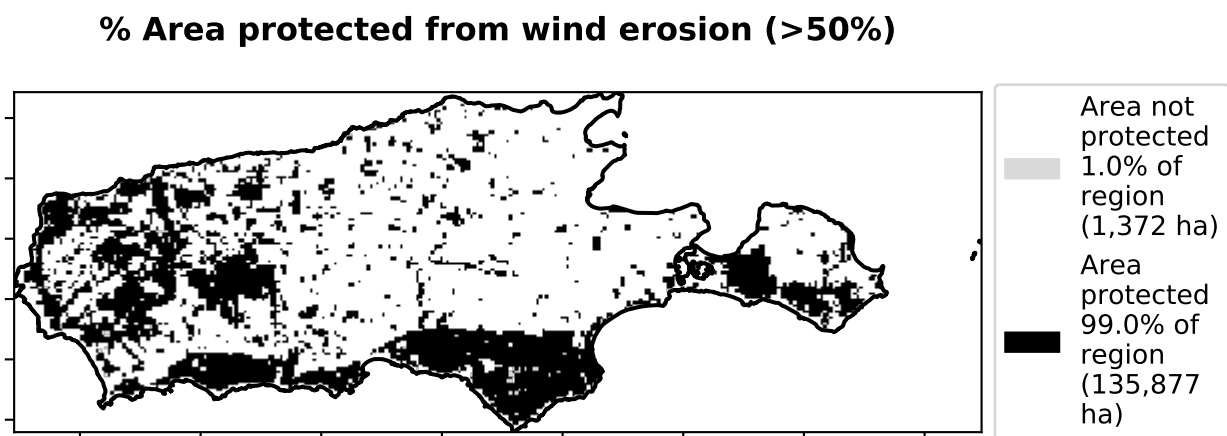 % Area protected from wind erosion (>50%)
Area not
protected
1.0% of
region
(1,372 ha)
Area
protected
99.0% of
region
(135,877
ha)